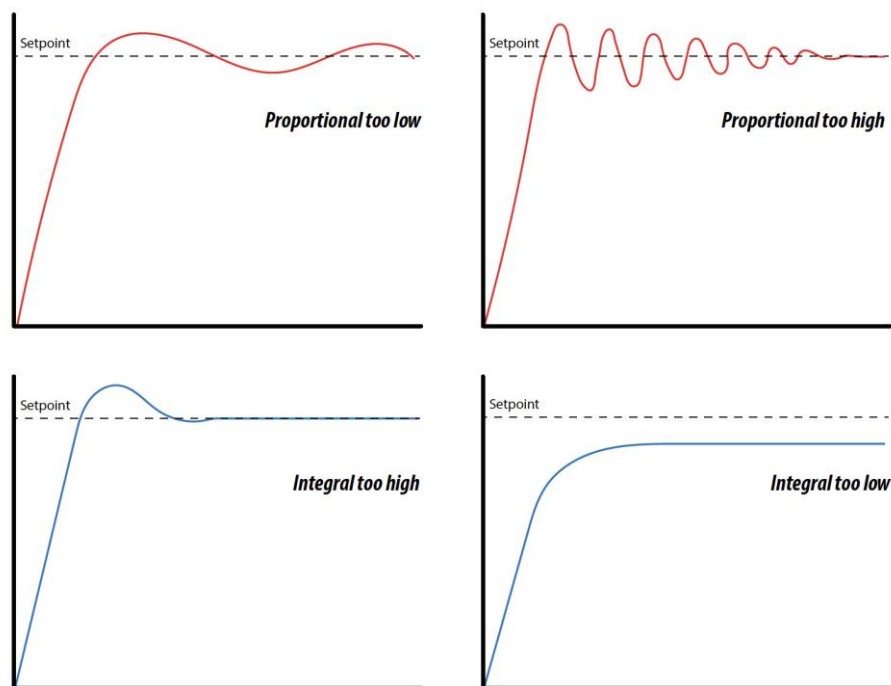 Setpoint
Proportional too low
Setpoint
Proportional too high
Setpoint
Integral too high
Setpoint
Integral too low